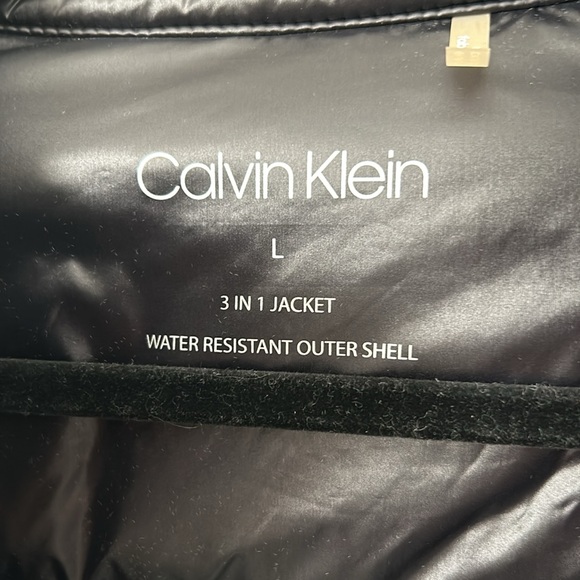 Calvin Klein
L
3 IN 1 JACKET
WATER RESISTANT OUTER SHELL